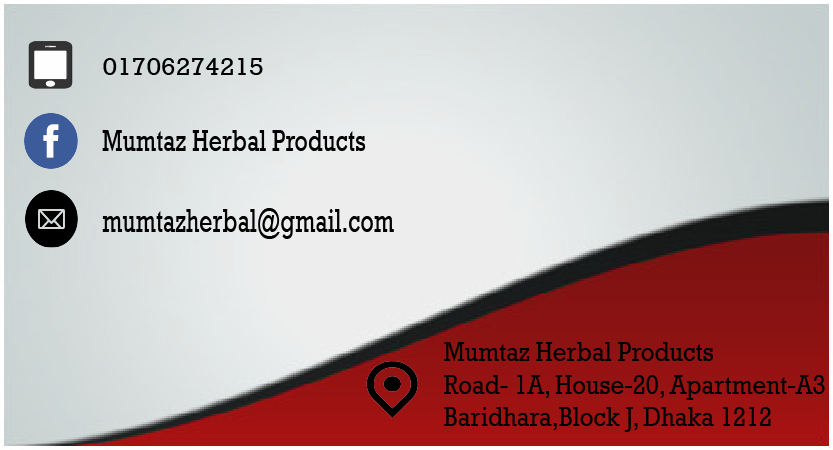 01706274215
Mumtaz Herbal Products
mumtazherbal@gmail.com
Mumtaz Herbal Products
Road- 1A, House-20, Apartment-A3
Baridhara,Block J, Dhaka 1212